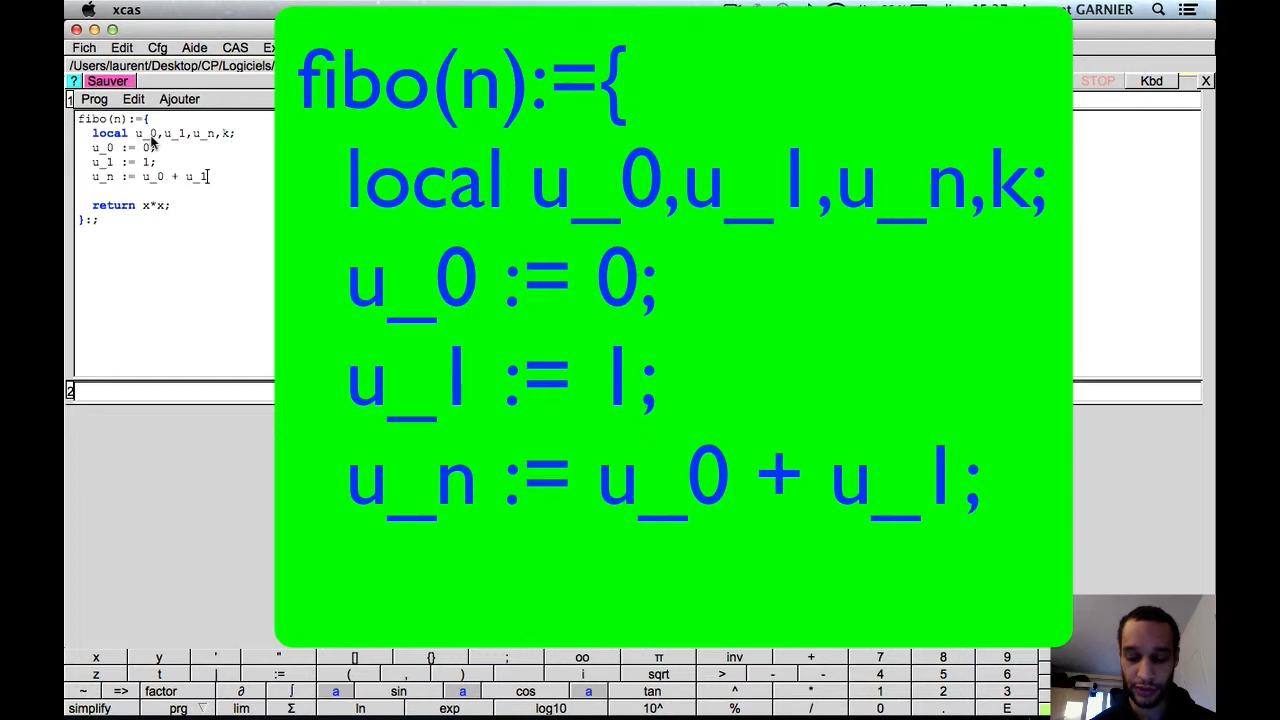 xcas
GARNIER
Fich Edit Cfg Aide CAS
/Users/laurent/Desktop/CP/Logiciels/
? Sauver STOP Kbd X
1 Prog Edit Ajouter
fibo(n):={
local u_0,u_1,u_n,k;
u_0 := 0;
u_1 := 1;
u_n := u_0 + u_1
return x*x;
}:;
2
fibo(n):={
local u_0,u_1,u_n,k;
u_0 := 0;
u_1 := 1;
u_n := u_0 + u_1;
x y ' " [] {} ; oo π inv + 7 8 9
z t | := ( , ) i sqrt > - - 4 5 6
~ => factor ∂ ∫ a sin a cos a tan ^ * 1 2 3
simplify prg lim Σ ln exp log10 10^ % / 0 . E